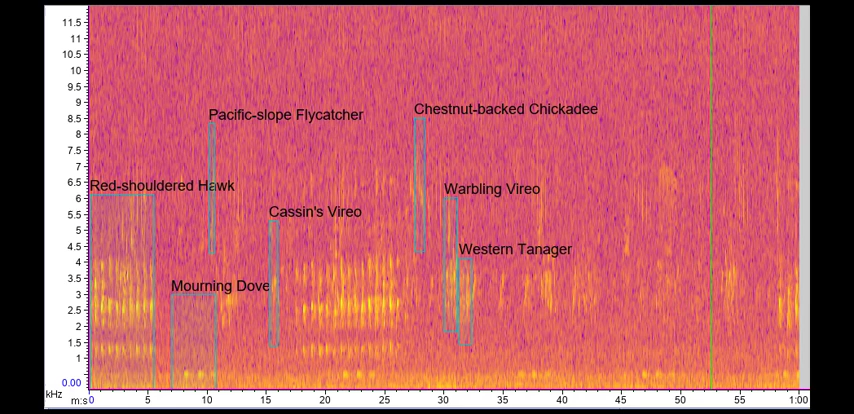 11.5
11
10.5
10
9.5
9
8.5
8
7.5
7
6.5
6
5.5
5
4.5
4
3.5
3
2.5
2
1.5
1
0.00
kHz
Chestnut-backed Chickadee
Pacific-slope Flycatcher
Red-shouldered Hawk
Warbling Vireo
Cassin's Vireo
Western Tanager
Mourning Dove
m:s 0 5 10 15 20 25 30 35 40 45 50 55 1:00